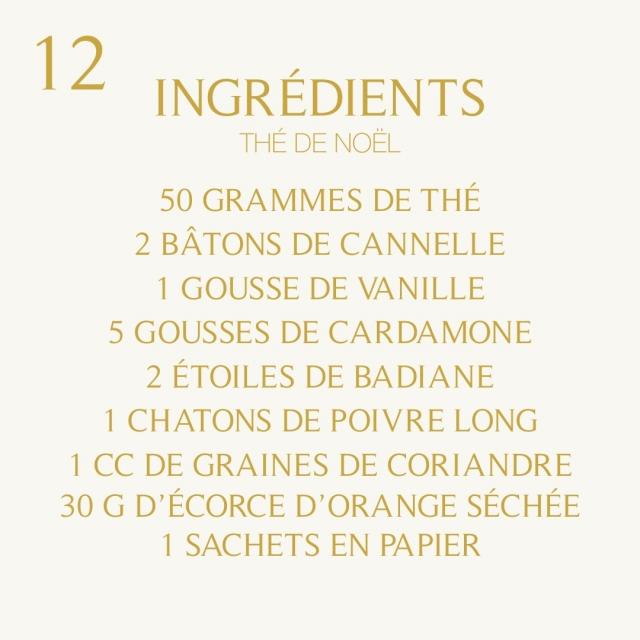 12
INGRÉDIENTS
THÉ DE NOËL
50 GRAMMES DE THÉ
2 BÂTONS DE CANNELLE
1 GOUSSE DE VANILLE
5 GOUSSES DE CARDAMONE
2 ÉTOILES DE BADIANE
1 CHATONS DE POIVRE LONG
1 CC DE GRAINES DE CORIANDRE
30 G D’ÉCORCE D’ORANGE SÉCHÉE
1 SACHETS EN PAPIER